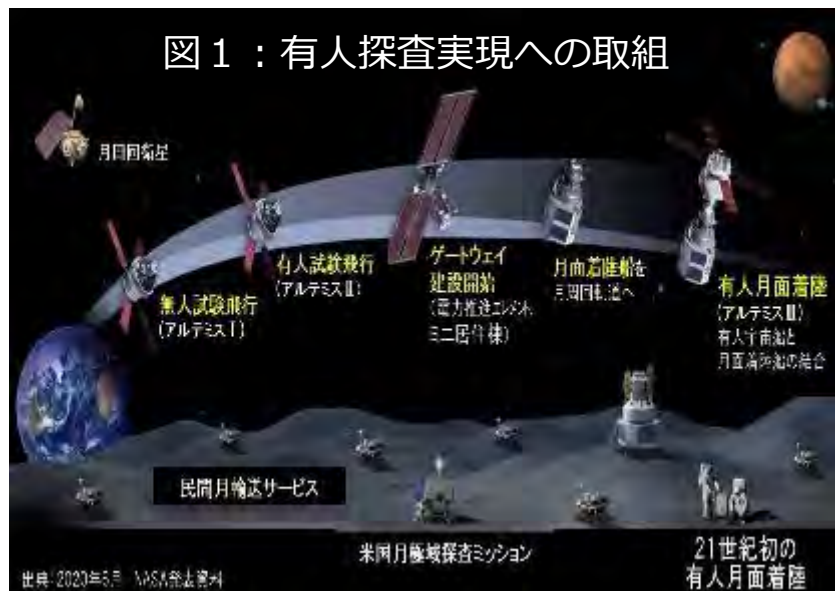 図1：有人探査実現への取組
月周回衛星
無人試験飛行
(アルテミスⅠ)
有人試験飛行
(アルテミスⅡ)
ゲートウェイ
建設開始
(電力推進エレメント、
ミニ居住棟)
月面着陸船を
月周回軌道へ
有人月面着陸
(アルテミスⅢ)
有人宇宙船と
月面着陸船の結合
民間月輸送サービス
米国月極域探査ミッション
21世紀初の
有人月面着陸
出典：2020年 NASA発表資料